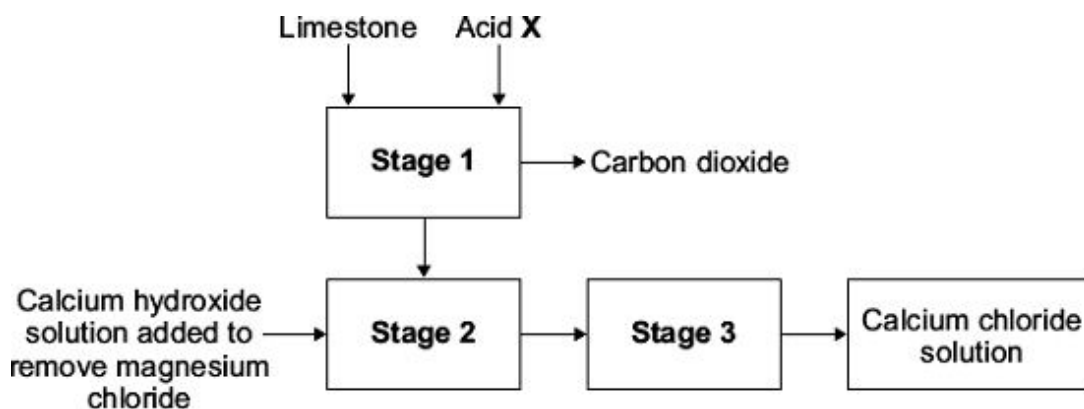 Limestone
Acid X
Stage 1
Carbon dioxide
Calcium hydroxide
solution added to
remove magnesium
chloride
Stage 2
Stage 3
Calcium chloride
solution